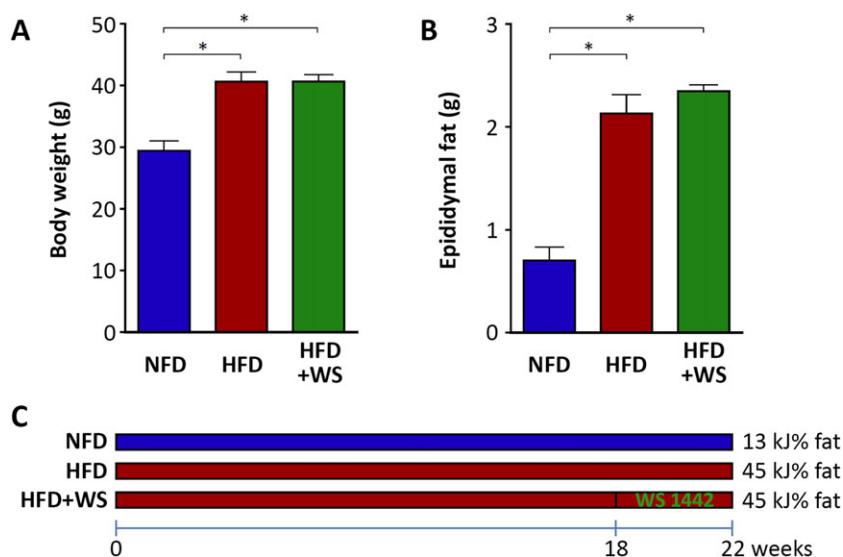 A
B
*
*
*
*
Body weight (g)
50
40
30
20
10
0
NFD
HFD
HFD
+WS
Epididymal fat (g)
3
2
1
0
NFD
HFD
HFD
+WS
C
NFD
13 kJ% fat
HFD
45 kJ% fat
HFD+WS
WS 1442
45 kJ% fat
0
18
22 weeks